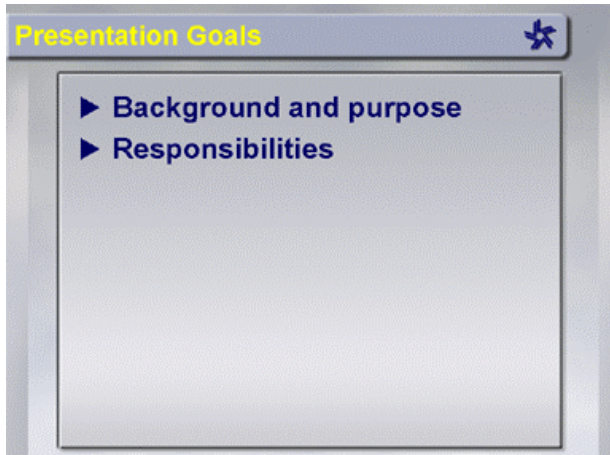 Presentation Goals
Background and purpose
Responsibilities